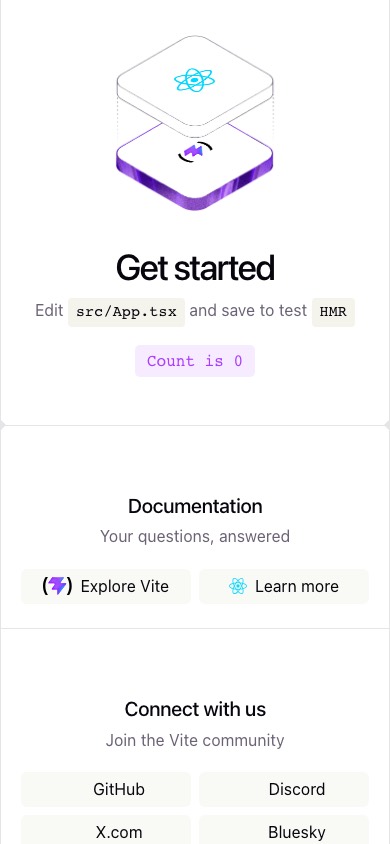 Get started
Edit src/App.tsx and save to test HMR
Count is 0
Documentation
Your questions, answered
Explore Vite
Learn more
Connect with us
Join the Vite community
GitHub
Discord
X.com
Bluesky